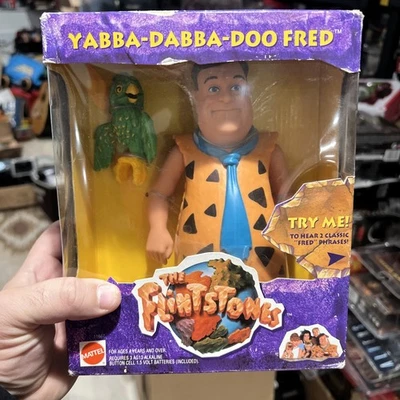 YABBA-DABBA-DOO FRED™
TRY ME!
TO HEAR 2 CLASSIC
"FRED" PHRASES!
THE
FLINTSTONES
MATTEL
FOR AGES 4 YEARS AND OVER.
REQUIRES 3 AG13 ALKALINE
BUTTON CELL 1.5 VOLT BATTERIES (INCLUDED).